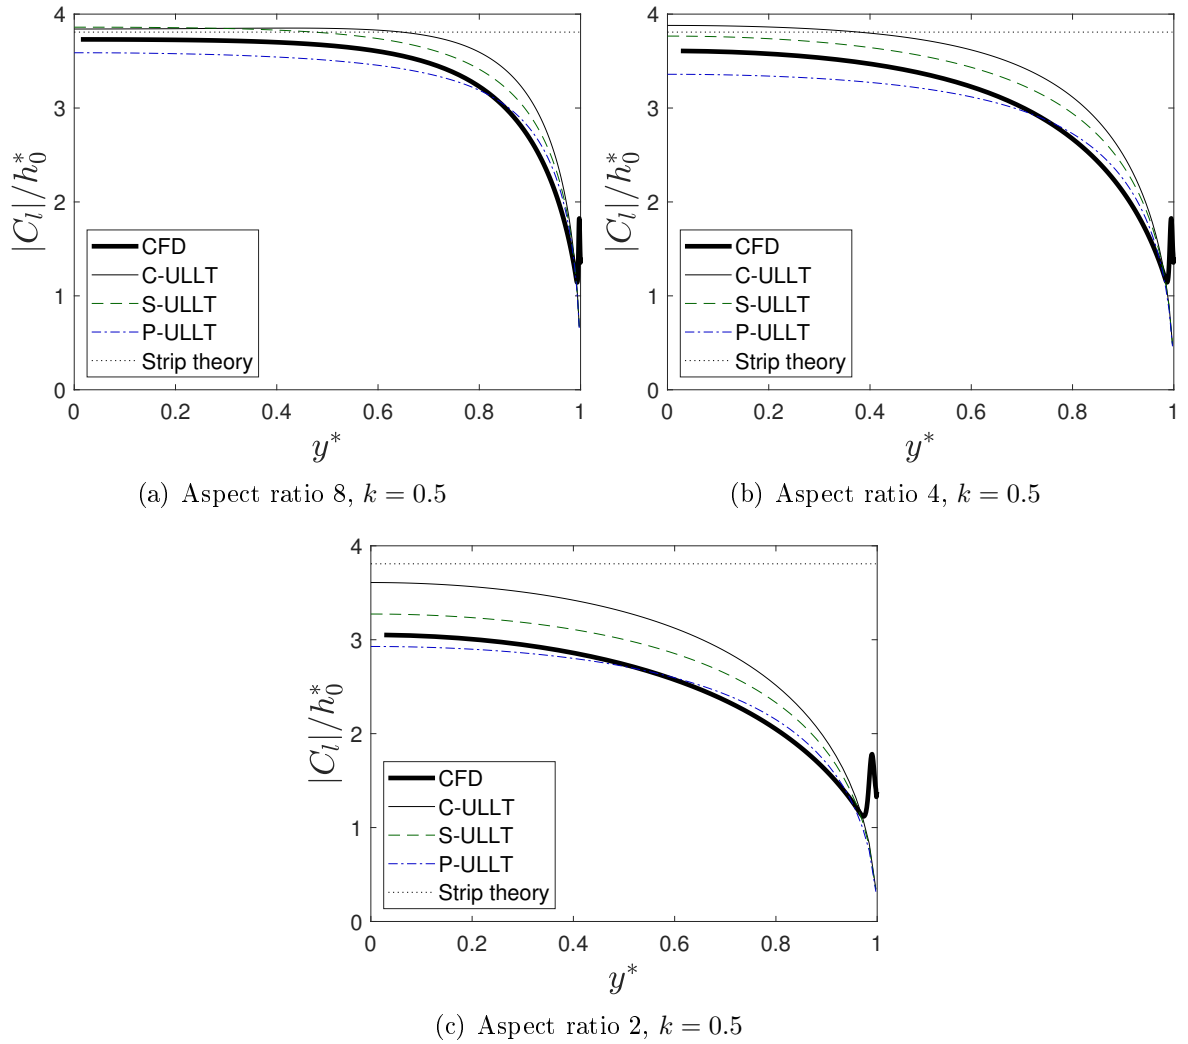 4
3
2
1
0
|C_l|/h_0^*
CFD
C-ULLT
S-ULLT
P-ULLT
Strip theory
0 0.2 0.4 0.6 0.8 1
y*
(a) Aspect ratio 8, k = 0.5
4
3
2
1
0
|C_l|/h_0^*
CFD
C-ULLT
S-ULLT
P-ULLT
Strip theory
0 0.2 0.4 0.6 0.8 1
y*
(b) Aspect ratio 4, k = 0.5
4
3
2
1
0
|C_l|/h_0^*
CFD
C-ULLT
S-ULLT
P-ULLT
Strip theory
0 0.2 0.4 0.6 0.8 1
y*
(c) Aspect ratio 2, k = 0.5